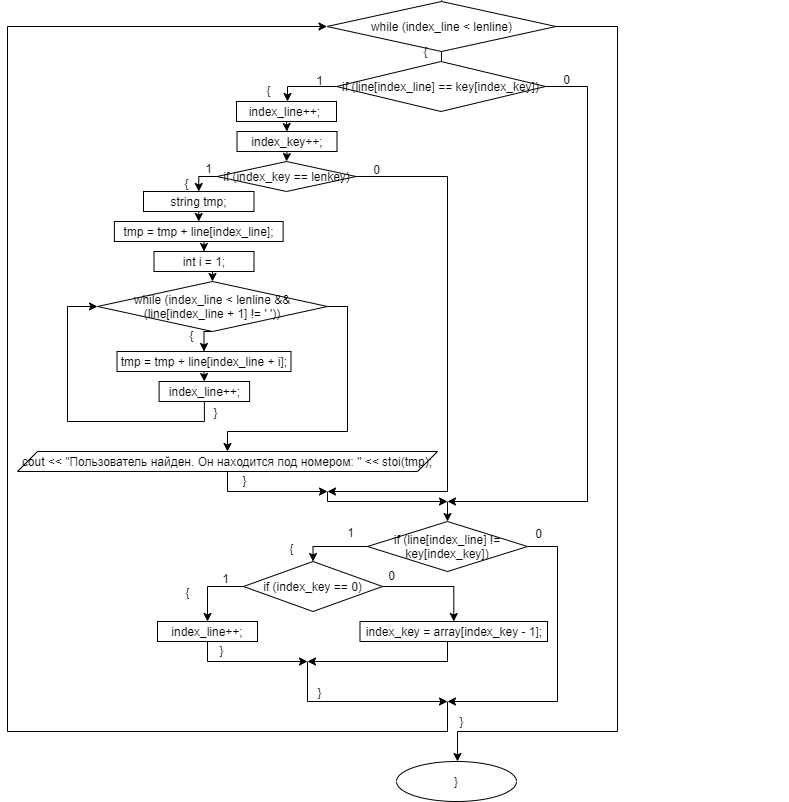 while (index_line < lenline)
{
if (line[index_line] == key[index_key])
1
0
{
index_line++;
index_key++;
if (index_key == lenkey)
1
0
{
string tmp;
tmp = tmp + line[index_line];
int i = 1;
while (index_line < lenline &&
(line[index_line + 1] != ' '))
{
tmp = tmp + line[index_line + i];
index_line++;
}
cout << "Пользователь найден. Он находится под номером: " << stoi(tmp);
}
if (line[index_line] !=
key[index_key])
1
0
{
if (index_key == 0)
1
0
{
index_line++;
index_key = array[index_key - 1];
}
}
}
}